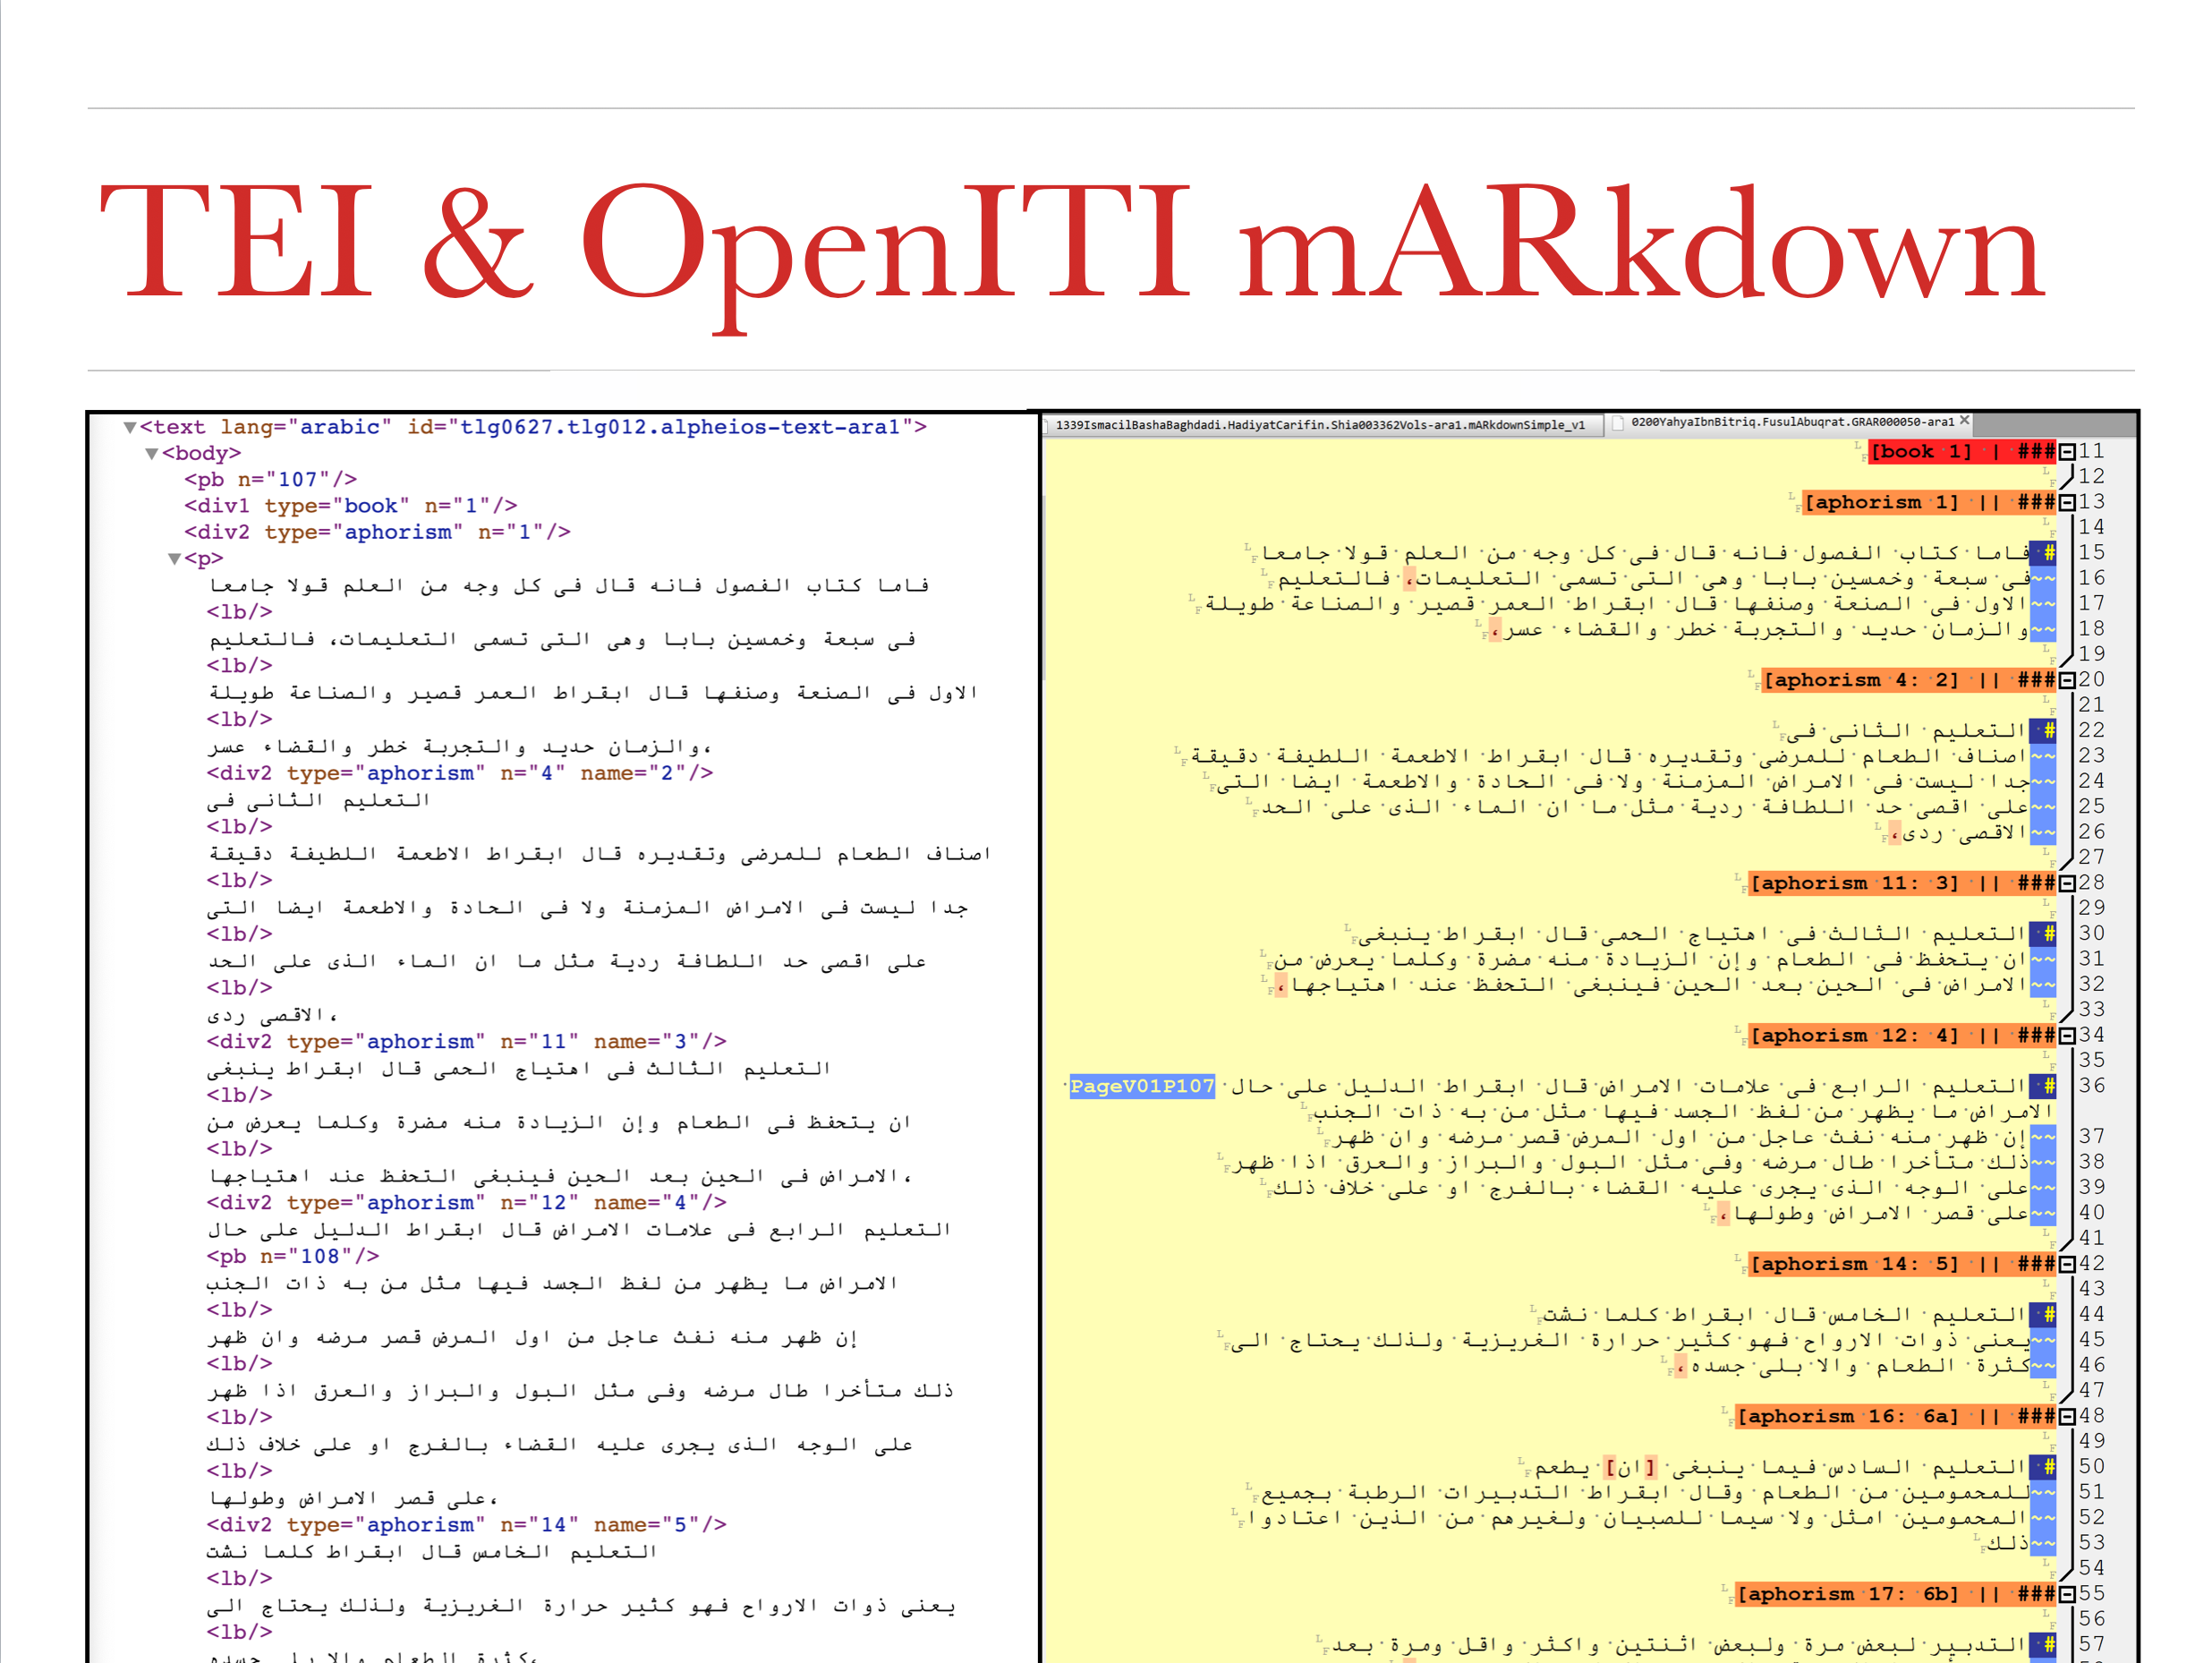 TEI & OpenITI mARkdown
<text lang="arabic" id="tlg0627.tlg012.alpheios-text-ara1">
<body>
<pb n="107"/>
<div1 type="book" n="1"/>
<div2 type="aphorism" n="1"/>
<p>
فاما كتاب الفصول فانه قال فى كل وجه من العلم قولا جامعا
<lb/>
فى سبعة وخمسين بابا وهى التى تسمى التعليمات، فالتعليم
<lb/>
الاول فى الصنعة وصنفها قال ابقراط العمر قصير والصناعة طويلة
<lb/>
والزمان حديد والتجربة خطر والقضاء عسر،
<div2 type="aphorism" n="4" name="2"/>
التعليم الثانى فى
<lb/>
اصناف الطعام للمرضى وتقديره قال ابقراط الاطعمة اللطيفة دقيقة
<lb/>
جدا ليست فى الامراض المزمنة ولا فى الحادة والاطعمة ايضا التى
<lb/>
على اقصى حد اللطافة ردية مثل ما ان الماء الذى على الحد
<lb/>
الاقصى ردى،
<div2 type="aphorism" n="11" name="3"/>
التعليم الثالث فى اهتياج الحمى قال ابقراط ينبغى
<lb/>
ان يتحفظ فى الطعام وإن الزيادة منه مضرة وكلما يعرض من
<lb/>
الامراض فى الحين بعد الحين فينبغى التحفظ عند اهتياجها،
<div2 type="aphorism" n="12" name="4"/>
التعليم الرابع فى علامات الامراض قال ابقراط الدليل على حال
<pb n="108"/>
الامراض ما يظهر من لفظ الجسد فيها مثل من به ذات الجنب
<lb/>
إن ظهر منه نفث عاجل من اول المرض قصر مرضه وان ظهر
<lb/>
ذلك متأخرا طال مرضه وفى مثل البول والبراز والعرق اذا ظهر
<lb/>
على الوجه الذى يجرى عليه القضاء بالفرج او على خلاف ذلك
<lb/>
على قصر الامراض وطولها،
<div2 type="aphorism" n="14" name="5"/>
التعليم الخامس قال ابقراط كلما نشت
<lb/>
يعنى ذوات الارواح فهو كثير حرارة الغريزية ولذلك يحتاج الى
<lb/>
كثرة الطعام والا بلى جسده،
1339IsmacilBashaBaghdadi.HadiyatCarifin.Shia003362Vols-ara1.mARkdownSimple_v1
0200YahyaIbnBitriq.FusulAbuqrat.GRAR000050-ara1
11 ### | [book 1]
12
13 ### || [aphorism 1]
14
15 # فاما كتاب الفصول فانه قال فى كل وجه من العلم قولا جامعا
16 ~~فى سبعة وخمسين بابا وهى التى تسمى التعليمات، فالتعليم
17 ~~الاول فى الصنعة وصنفها قال ابقراط العمر قصير والصناعة طويلة
18 ~~والزمان حديد والتجربة خطر والقضاء عسر،
19
20 ### || [aphorism 4: 2]
21
22 # التعليم الثانى فى
23 ~~اصناف الطعام للمرضى وتقديره قال ابقراط الاطعمة اللطيفة دقيقة
24 ~~جدا ليست فى الامراض المزمنة ولا فى الحادة والاطعمة ايضا التى
25 ~~على اقصى حد اللطافة ردية مثل ما ان الماء الذى على الحد
26 ~~الاقصى ردى،
27
28 ### || [aphorism 11: 3]
29
30 # التعليم الثالث فى اهتياج الحمى قال ابقراط ينبغى
31 ~~ان يتحفظ فى الطعام وإن الزيادة منه مضرة وكلما يعرض من
32 ~~الامراض فى الحين بعد الحين فينبغى التحفظ عند اهتياجها،
33
34 ### || [aphorism 12: 4]
35
36 # التعليم الرابع فى علامات الامراض قال ابقراط الدليل على حال PageV01P107
الامراض ما يظهر من لفظ الجسد فيها مثل من به ذات الجنب
37 ~~إن ظهر منه نفث عاجل من اول المرض قصر مرضه وان ظهر
38 ~~ذلك متأخرا طال مرضه وفى مثل البول والبراز والعرق اذا ظهر
39 ~~على الوجه الذى يجرى عليه القضاء بالفرج او على خلاف ذلك
40 ~~على قصر الامراض وطولها،
41
42 ### || [aphorism 14: 5]
43
44 # التعليم الخامس قال ابقراط كلما نشت
45 ~~يعنى ذوات الارواح فهو كثير حرارة الغريزية ولذلك يحتاج الى
46 ~~كثرة الطعام والا بلى جسده،
47
48 ### || [aphorism 16: 6a]
49
50 # التعليم السادس فيما ينبغى [ان] يطعم
51 ~~للمحمومين من الطعام وقال ابقراط التدبيرات الرطبة بجميع
52 ~~المحمومين امثل ولا سيما للصبيان ولغيرهم من الذين اعتادوا
53 ~~ذلك
54
55 ### || [aphorism 17: 6b]
56
57 # التدبير لبعض مرة ولبعض اثنتين واكثر واقل ومرة بعد